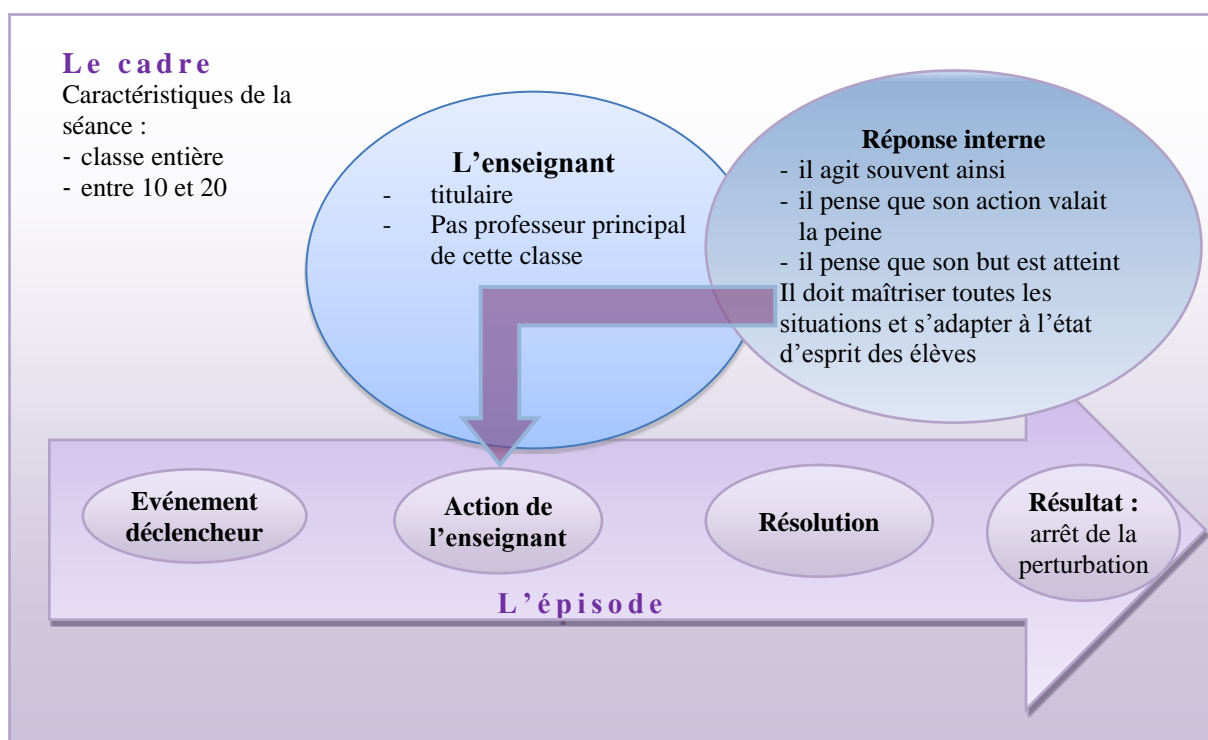 Le cadre
Caractéristiques de la
séance :
- classe entière
- entre 10 et 20
L’enseignant
- titulaire
- Pas professeur principal
de cette classe
Réponse interne
- il agit souvent ainsi
- il pense que son action valait
la peine
- il pense que son but est atteint
Il doit maîtriser toutes les
situations et s’adapter à l’état
d’esprit des élèves
Evénement
déclencheur
Action de
l’enseignant
Résolution
Résultat :
arrêt de la
perturbation
L’épisode